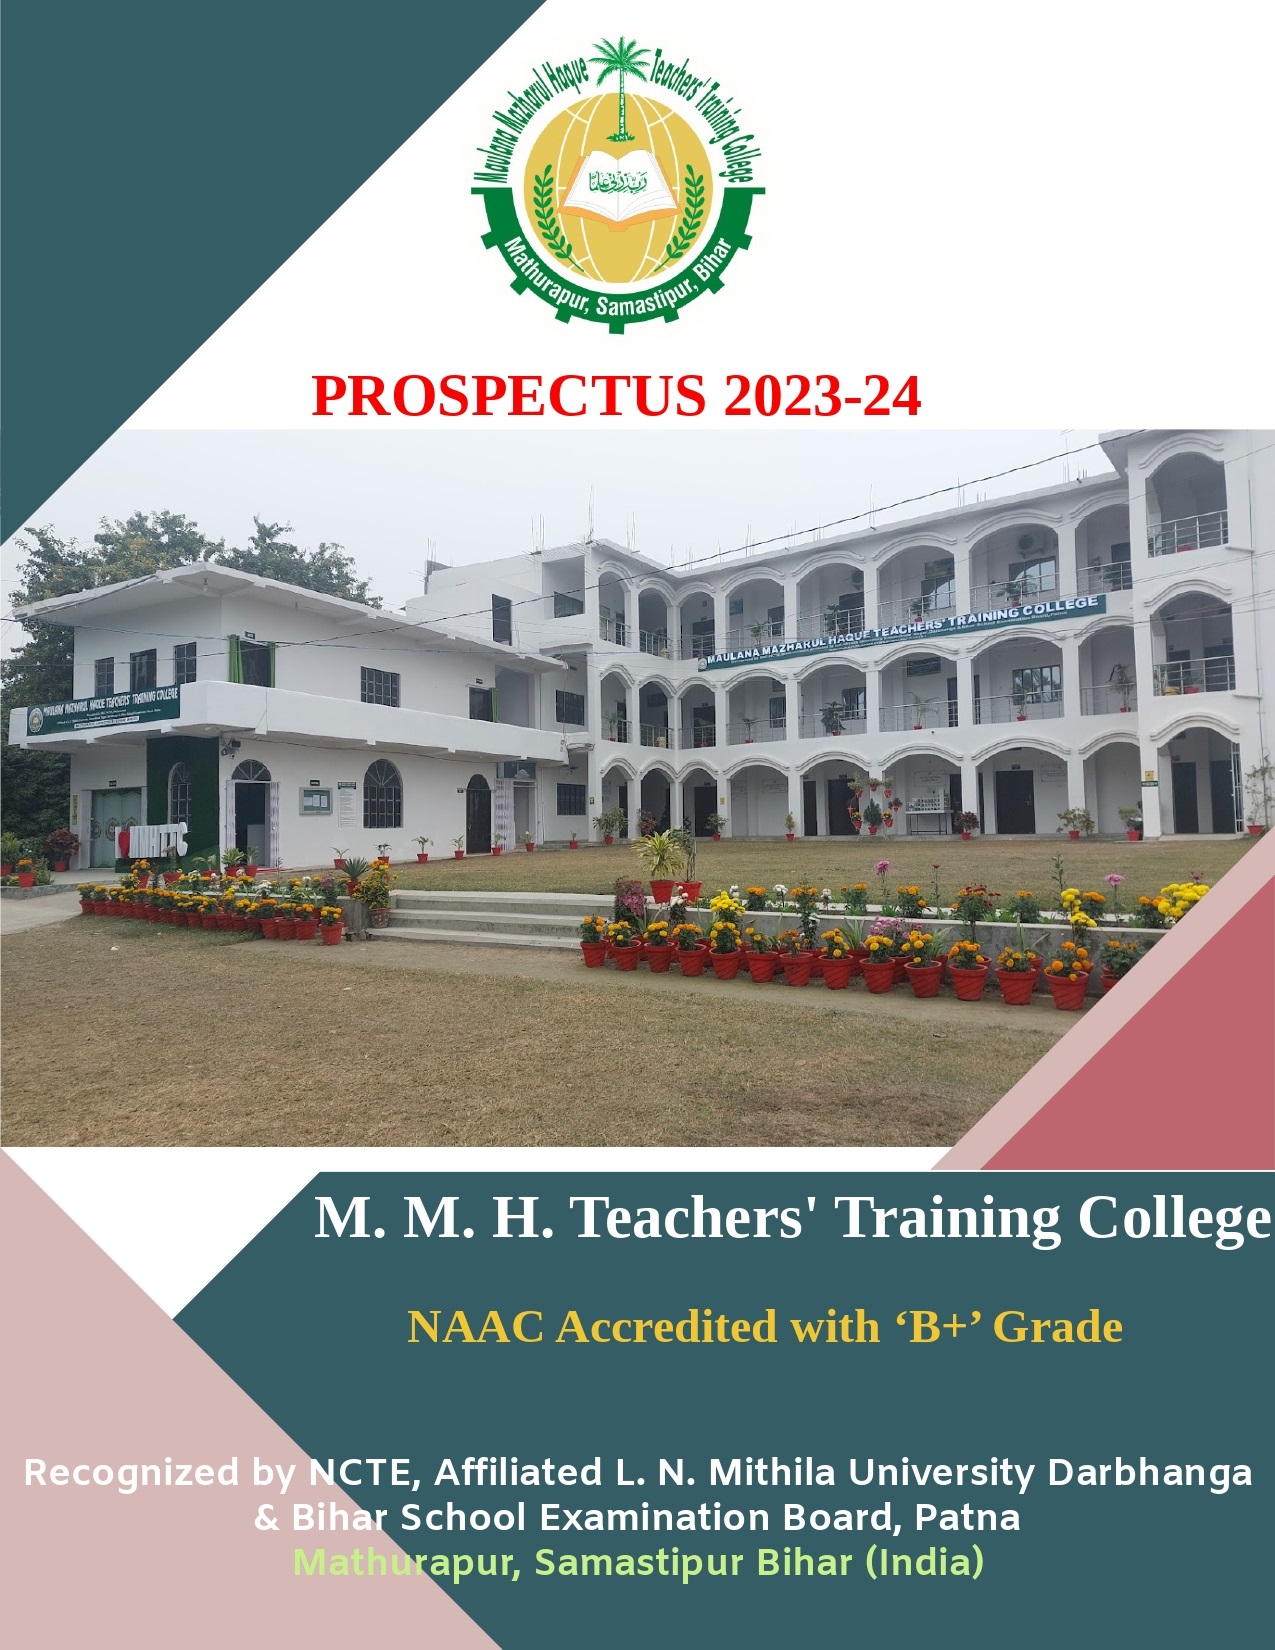 Maulana Mazharul Haque Teachers' Training College
رَبِّ زِدْنِي عِلْمًا
Mathurapur, Samastipur, Bihar
PROSPECTUS 2023-24
MAULANA MAZHARUL HAQUE TEACHERS' TRAINING COLLEGE
MAULANA MAZHARUL HAQUE TEACHERS' TRAINING COLLEGE
M. M. H. Teachers' Training College
NAAC Accredited with ‘B+’ Grade
Recognized by NCTE, Affiliated L. N. Mithila University Darbhanga
& Bihar School Examination Board, Patna
Mathurapur, Samastipur Bihar (India)